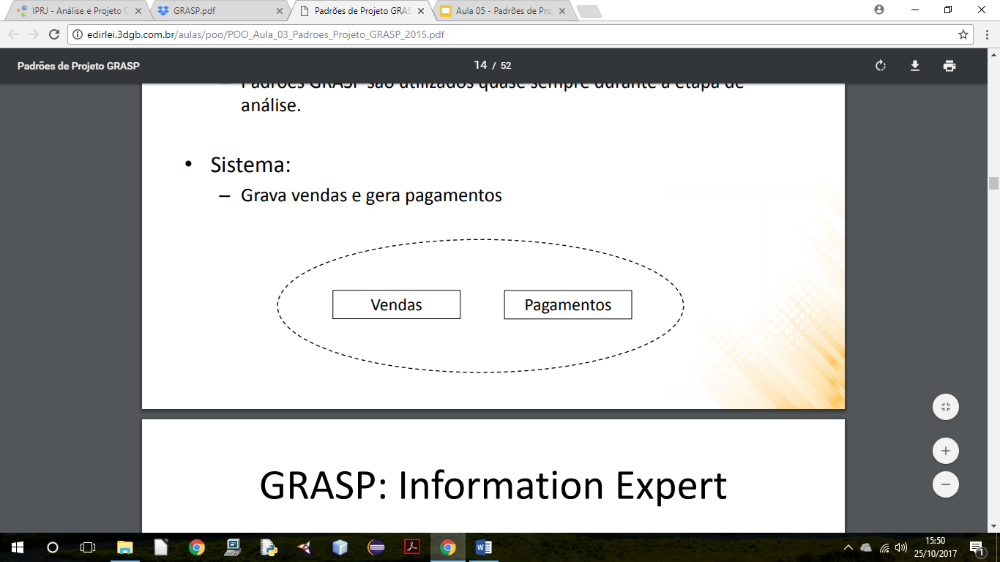 IPRJ - Análise e Projeto C
GRASP.pdf
Padrões de Projeto GRAS
Aula 05 - Padrões de Pro
edirlei.3dgb.com.br/aulas/poo/POO_Aula_03_Padroes_Projeto_GRASP_2015.pdf
Padrões de Projeto GRASP
14 / 52
– Padrões GRASP são utilizados quase sempre durante a etapa de
análise.
• Sistema:
– Grava vendas e gera pagamentos
Vendas
Pagamentos
GRASP: Information Expert
15:50
25/10/2017
1